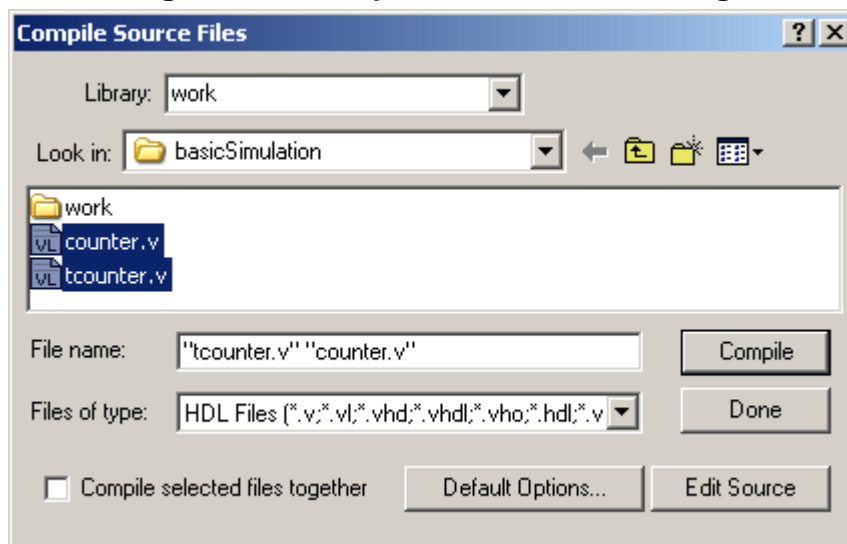 Compile Source Files
Library: work
Look in: basicSimulation
work
counter.v
tcounter.v
File name: "tcounter.v" "counter.v" Compile
Files of type: HDL Files (*.v;*.vl;*.vhd;*.vhdl;*.vho;*.hdl;*.v Done
Compile selected files together Default Options... Edit Source